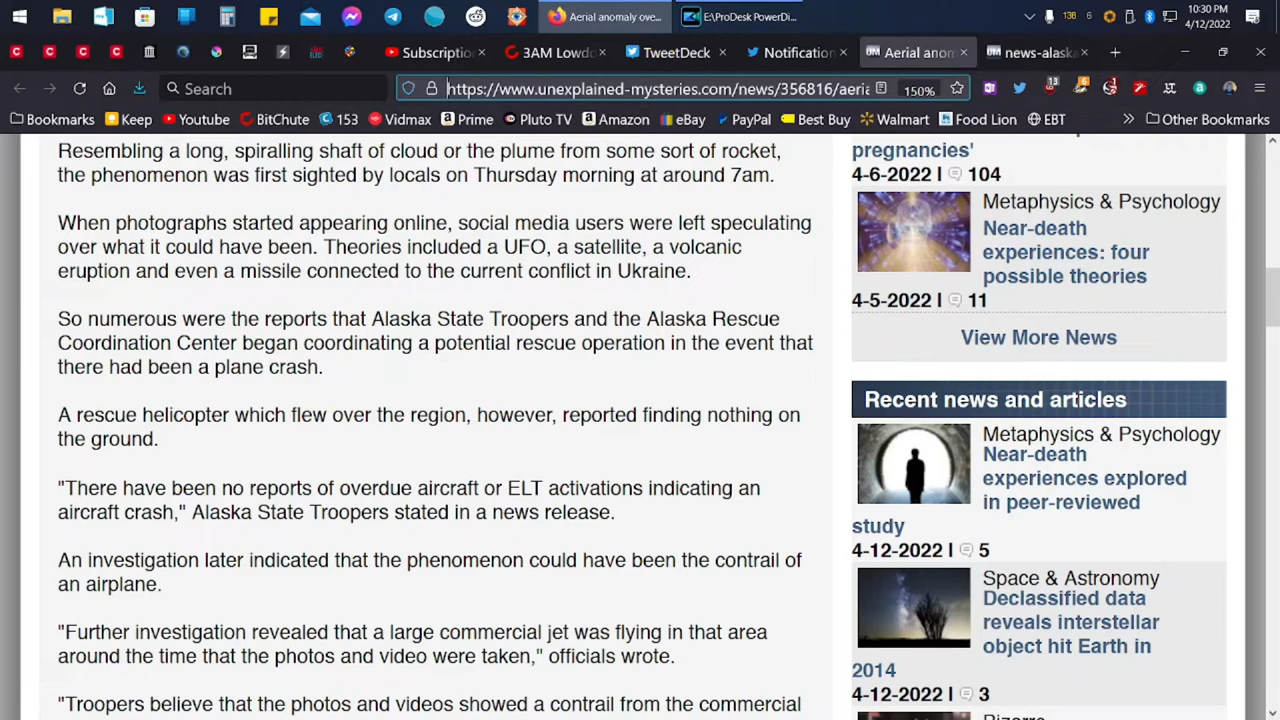 Aerial anomaly ove...
E:\ProDesk PowerDi...
138
6
10:30 PM
4/12/2022
Subscriptio
3AM Lowdo
TweetDeck
Notification
Aerial anom
news-alaska
Search
https://www.unexplained-mysteries.com/news/356816/aeria
150%
13
6
Bookmarks
Keep
Youtube
BitChute
153
Vidmax
Prime
Pluto TV
Amazon
eBay
PayPal
Best Buy
Walmart
Food Lion
EBT
Other Bookmarks
Resembling a long, spiralling shaft of cloud or the plume from some sort of rocket,
the phenomenon was first sighted by locals on Thursday morning at around 7am.
When photographs started appearing online, social media users were left speculating
over what it could have been. Theories included a UFO, a satellite, a volcanic
eruption and even a missile connected to the current conflict in Ukraine.
So numerous were the reports that Alaska State Troopers and the Alaska Rescue
Coordination Center began coordinating a potential rescue operation in the event that
there had been a plane crash.
A rescue helicopter which flew over the region, however, reported finding nothing on
the ground.
"There have been no reports of overdue aircraft or ELT activations indicating an
aircraft crash," Alaska State Troopers stated in a news release.
An investigation later indicated that the phenomenon could have been the contrail of
an airplane.
"Further investigation revealed that a large commercial jet was flying in that area
around the time that the photos and video were taken," officials wrote.
"Troopers believe that the photos and videos showed a contrail from the commercial
pregnancies'
4-6-2022 | 104
Metaphysics & Psychology
Near-death
experiences: four
possible theories
4-5-2022 | 11
View More News
Recent news and articles
Metaphysics & Psychology
Near-death
experiences explored
in peer-reviewed
study
4-12-2022 | 5
Space & Astronomy
Declassified data
reveals interstellar
object hit Earth in
2014
4-12-2022 | 3